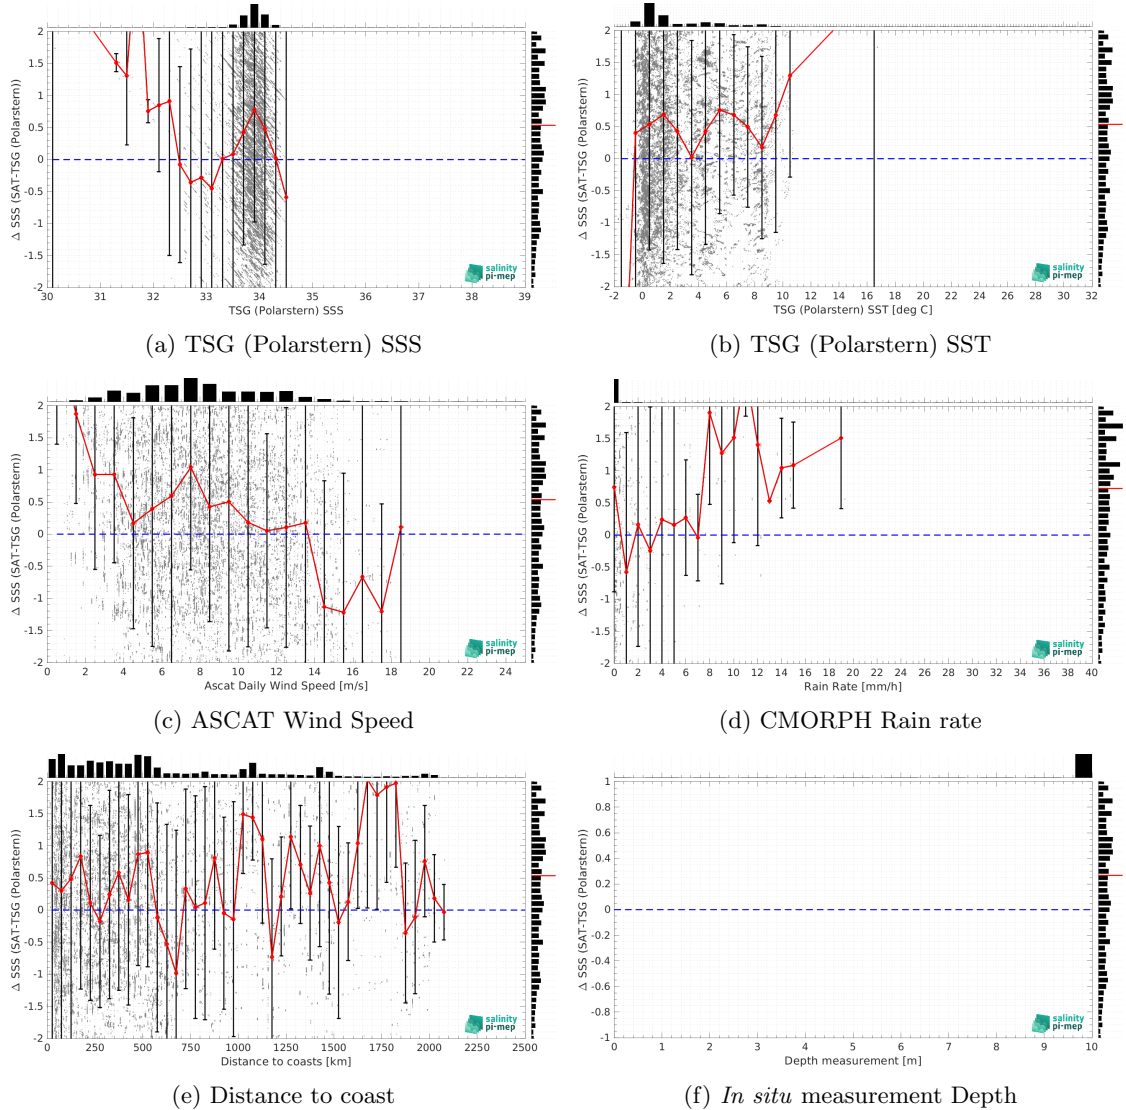 2
1.5
1
0.5
0
-0.5
-1
-1.5
-2
Δ SSS (SAT-TSG (Polarstern))
30 31 32 33 34 35 36 37 38 39
TSG (Polarstern) SSS
salinity
pi-mep
(a) TSG (Polarstern) SSS
2
1.5
1
0.5
0
-0.5
-1
-1.5
-2
Δ SSS (SAT-TSG (Polarstern))
-2 0 2 4 6 8 10 12 14 16 18 20 22 24 26 28 30 32
TSG (Polarstern) SST [deg C]
salinity
pi-mep
(b) TSG (Polarstern) SST
2
1.5
1
0.5
0
-0.5
-1
-1.5
-2
Δ SSS (SAT-TSG (Polarstern))
0 2 4 6 8 10 12 14 16 18 20 22 24
Ascat Daily Wind Speed [m/s]
salinity
pi-mep
(c) ASCAT Wind Speed
2
1.5
1
0.5
0
-0.5
-1
-1.5
-2
Δ SSS (SAT-TSG (Polarstern))
0 2 4 6 8 10 12 14 16 18 20 22 24 26 28 30 32 34 36 38 40
Rain Rate [mm/h]
salinity
pi-mep
(d) CMORPH Rain rate
2
1.5
1
0.5
0
-0.5
-1
-1.5
-2
Δ SSS (SAT-TSG (Polarstern))
0 250 500 750 1000 1250 1500 1750 2000 2250 2500
Distance to coasts [km]
salinity
pi-mep
(e) Distance to coast
1
0.8
0.6
0.4
0.2
0
-0.2
-0.4
-0.6
-0.8
-1
Δ SSS (SAT-TSG (Polarstern))
0 1 2 3 4 5 6 7 8 9 10
Depth measurement [m]
salinity
pi-mep
(f) In situ measurement Depth